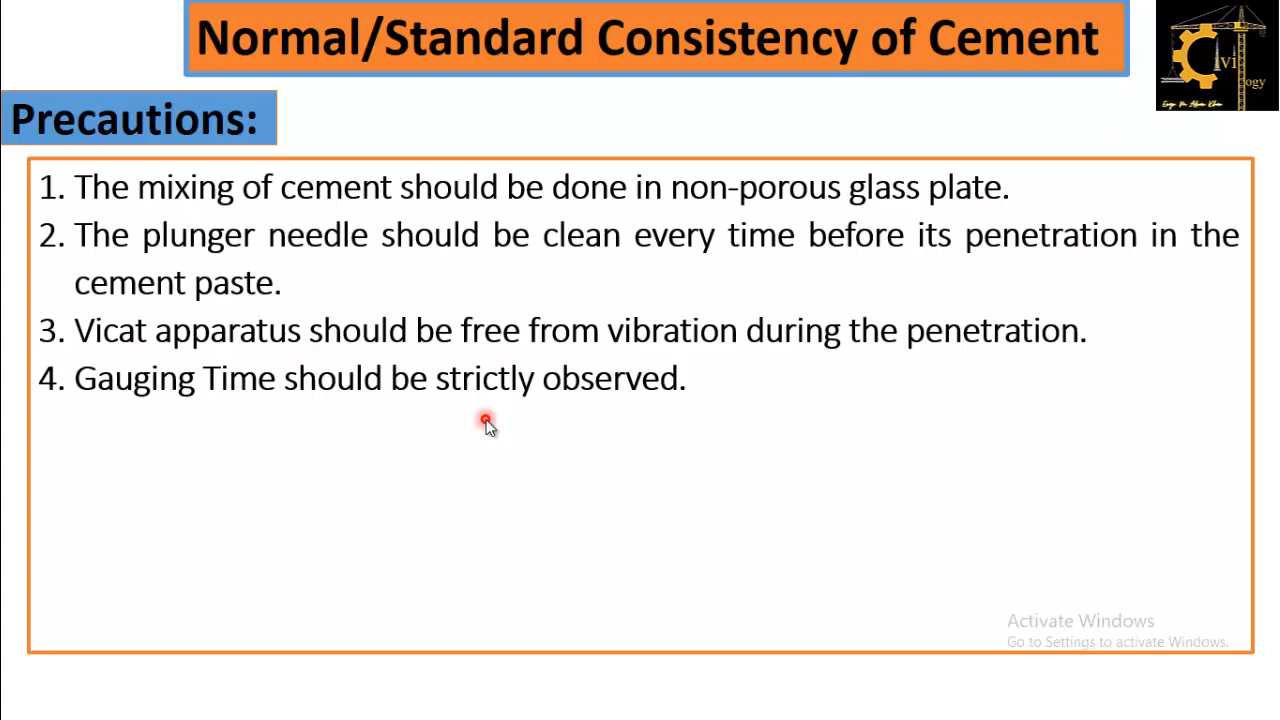 Normal/Standard Consistency of Cement
ivi
ogy
Precautions:
1. The mixing of cement should be done in non-porous glass plate.
2. The plunger needle should be clean every time before its penetration in the
cement paste.
3. Vicat apparatus should be free from vibration during the penetration.
4. Gauging Time should be strictly observed.
Activate Windows
Go to Settings to activate Windows.